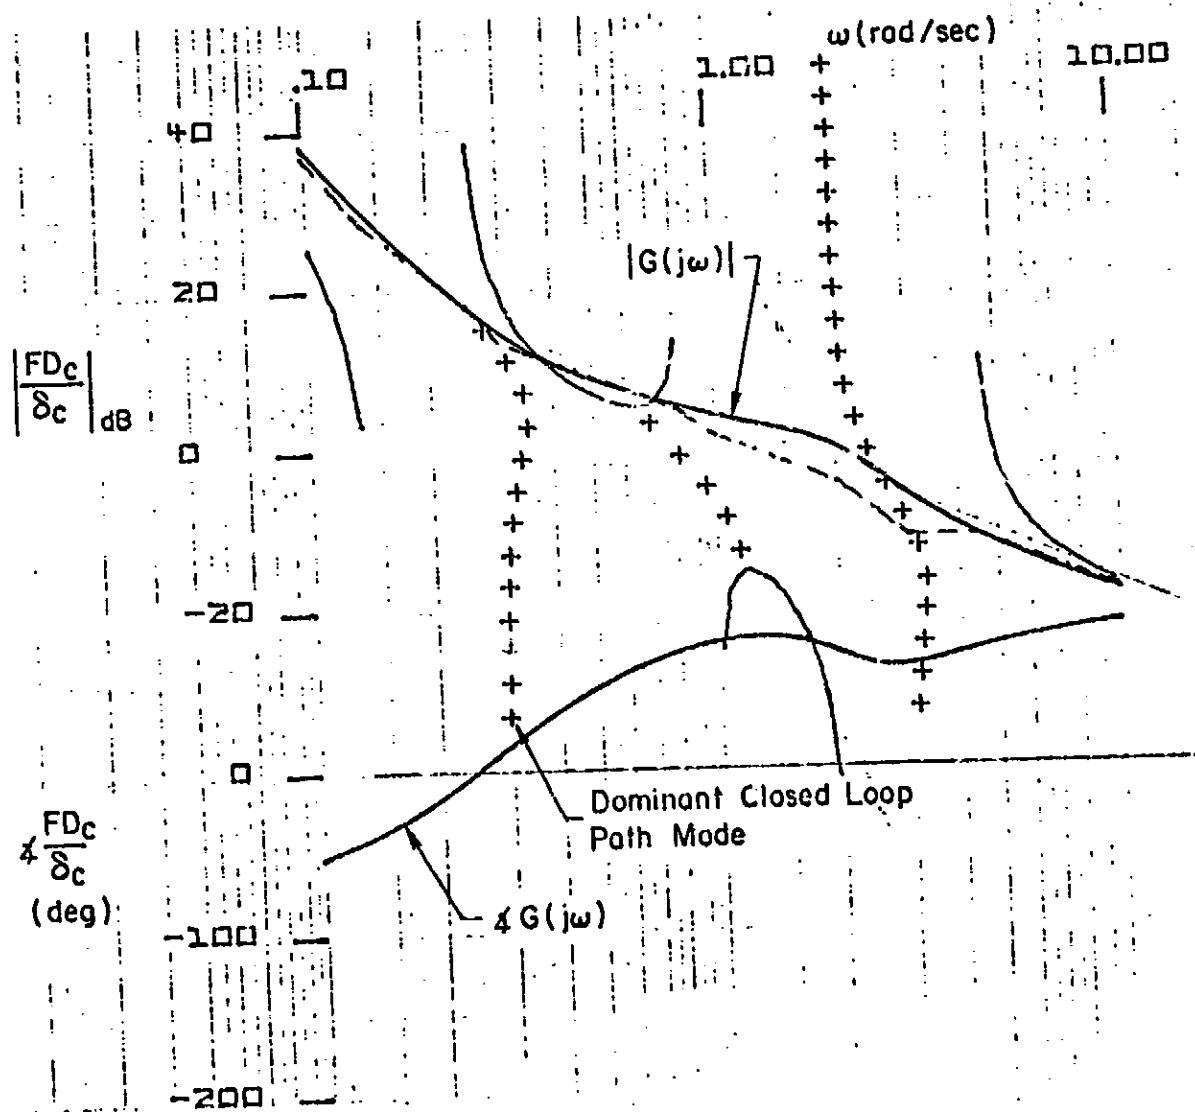 ω(rad/sec)
.10
1.00
10.00
40
|G(jω)|
20
|FDc/δc|dB
0
-20
0
Dominant Closed Loop
Path Mode
∡ FDc/δc
(deg)
∡ G(jω)
-100
-200